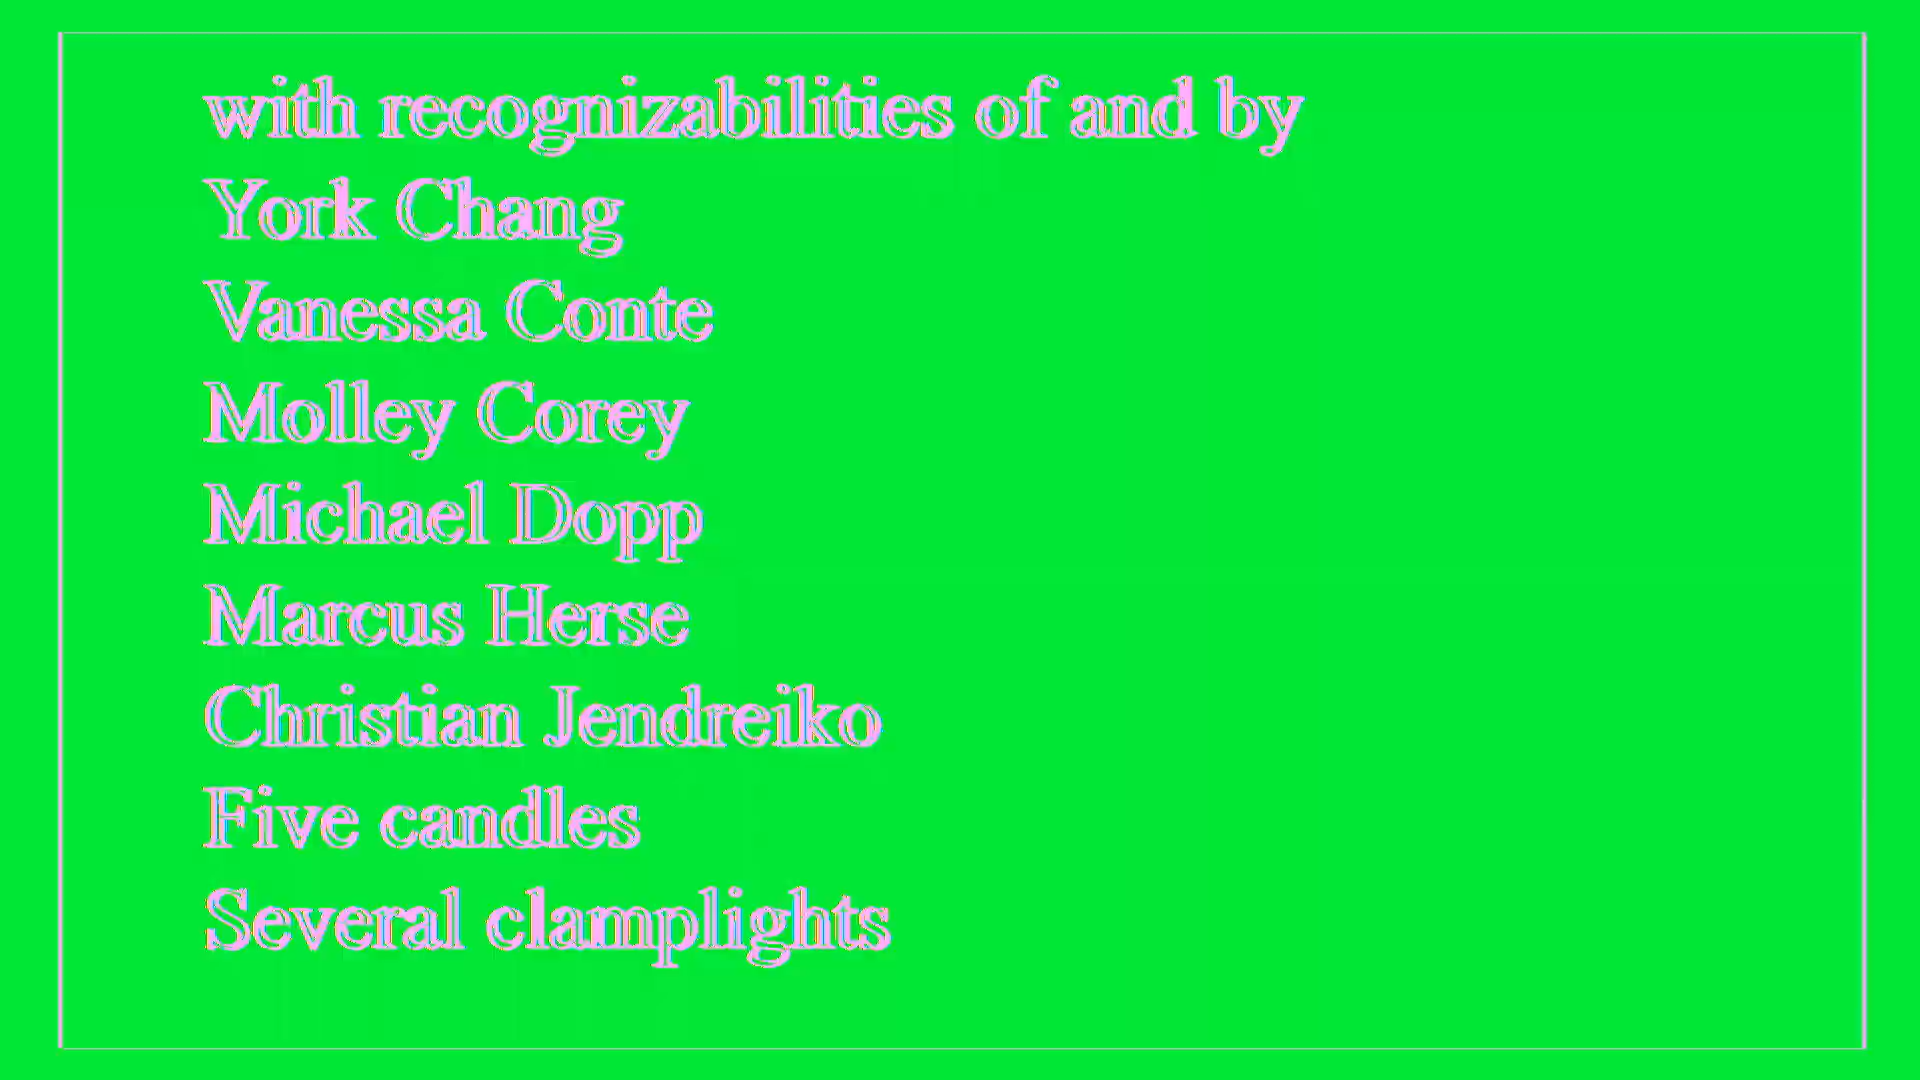 with recognizabilities of and by
York Chang
Vanessa Conte
Molley Corey
Michael Dopp
Marcus Herse
Christian Jendreiko
Five candles
Several clamplights